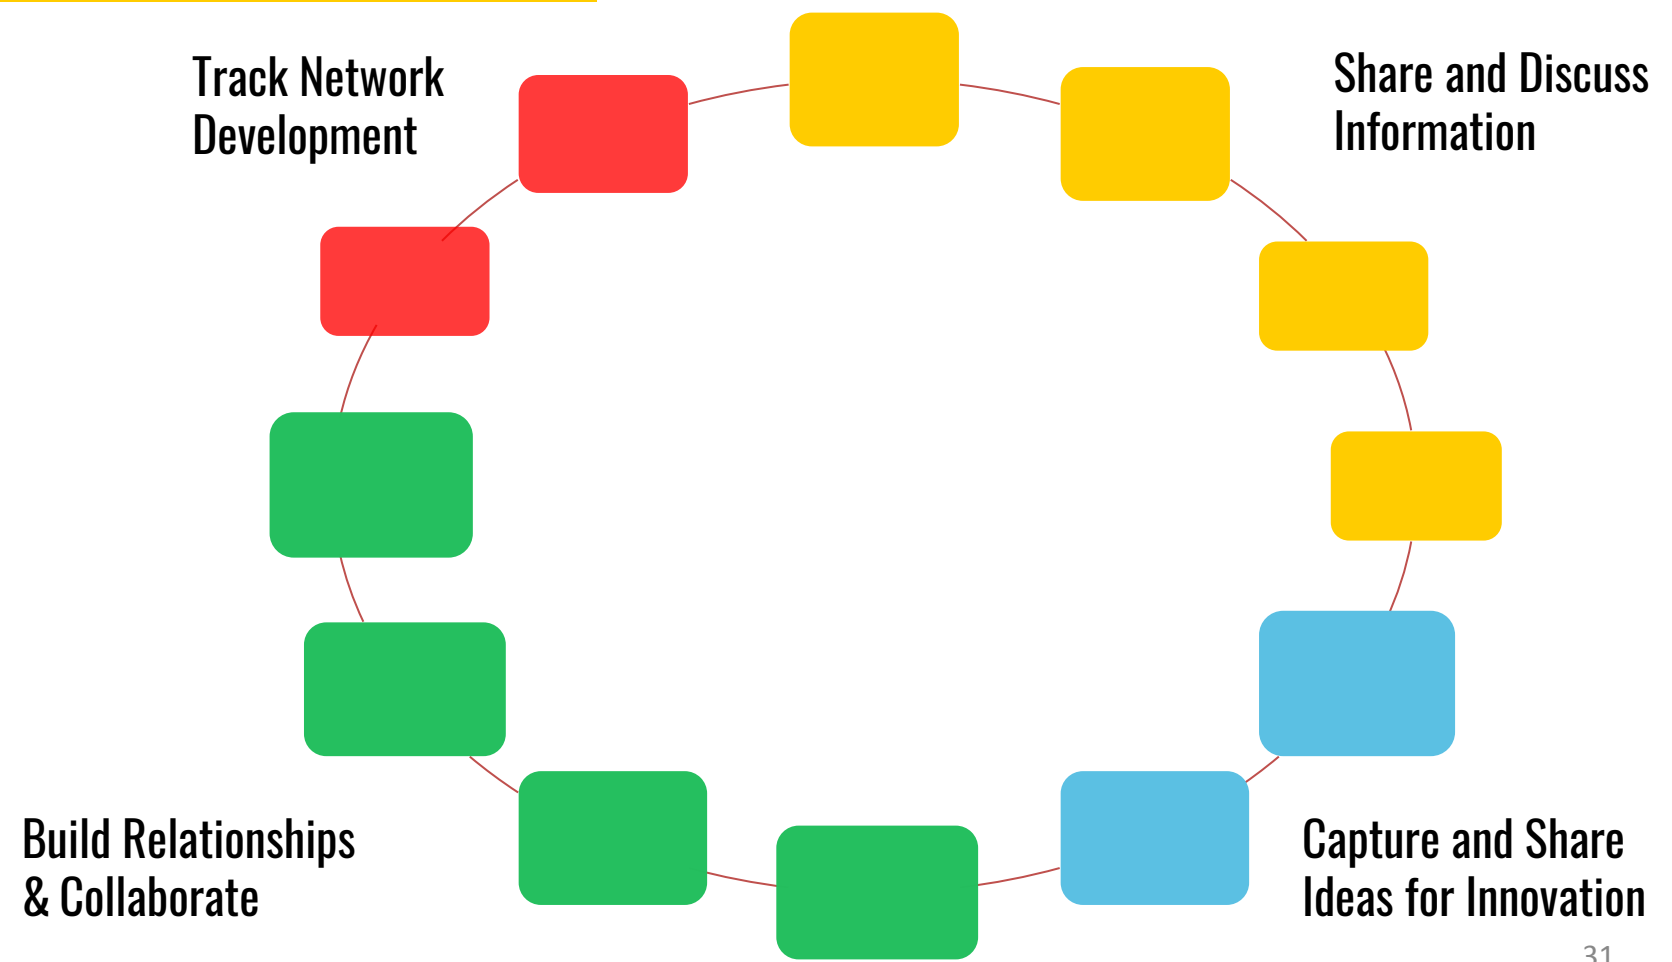 Track Network
Development
Share and Discuss
Information
Build Relationships
& Collaborate
Capture and Share
Ideas for Innovation
31